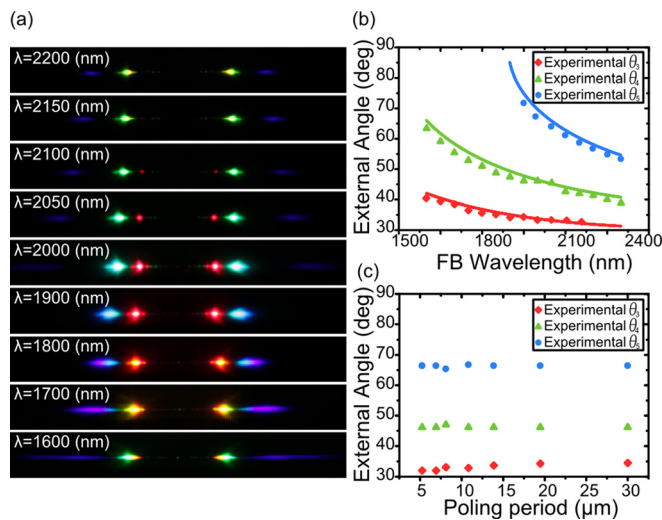 (a)
λ=2200 (nm)
λ=2150 (nm)
λ=2100 (nm)
λ=2050 (nm)
λ=2000 (nm)
λ=1900 (nm)
λ=1800 (nm)
λ=1700 (nm)
λ=1600 (nm)
(b)
External Angle (deg)
90
80
70
60
50
40
30
Experimental θ₃
Experimental θ₄
Experimental θ₅
1500 1800 2100 2400
FB Wavelength (nm)
(c)
External Angle (deg)
90
80
70
60
50
40
30
Experimental θ₃
Experimental θ₄
Experimental θ₅
5 10 15 20 25 30
Poling period (μm)